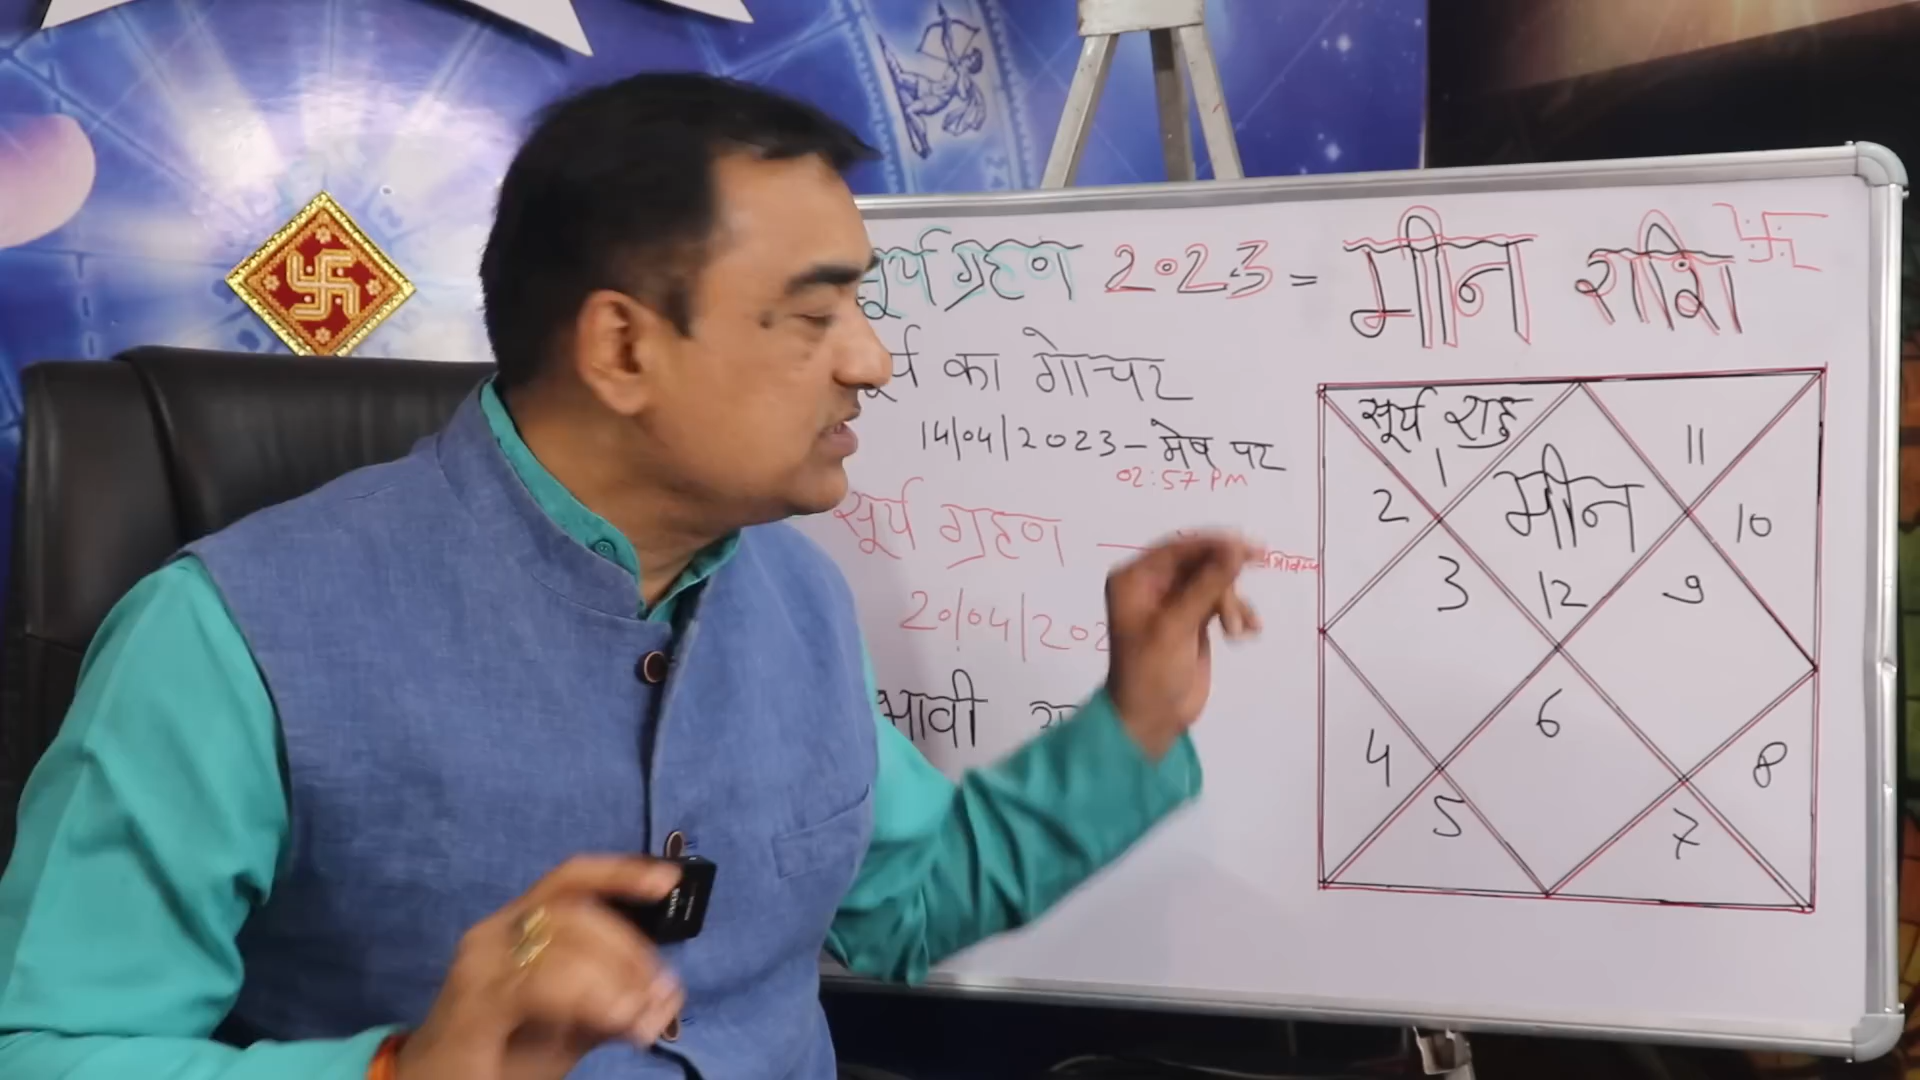 सूर्य ग्रहण 2023 = मीन राशि
सूर्य का गोचर
14/04/2023 – मेष पर
02:57 PM
सूर्य ग्रहण —
20/04/202
सूर्य राहु
1
2
3
4
5
6
7
8
9
10
11
मीन
12